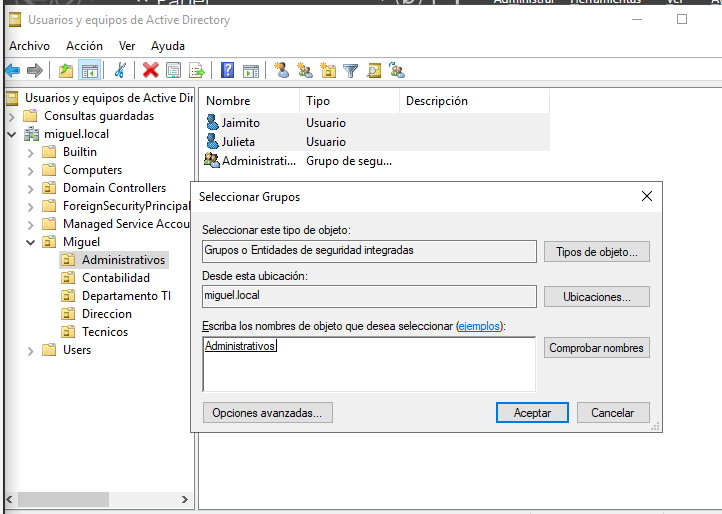 Usuarios y equipos de Active Directory
Archivo Acción Ver Ayuda
Usuarios y equipos de Active Dir
Consultas guardadas
miguel.local
Builtin
Computers
Domain Controllers
ForeignSecurityPrincipal
Managed Service Accou
Miguel
Administrativos
Contabilidad
Departamento TI
Direccion
Tecnicos
Users
Nombre Tipo Descripción
Jaimito Usuario
Julieta Usuario
Administrati... Grupo de segu...
Seleccionar Grupos
Seleccionar este tipo de objeto:
Grupos o Entidades de seguridad integradas
Tipos de objeto...
Desde esta ubicación:
miguel.local
Ubicaciones...
Escriba los nombres de objeto que desea seleccionar (ejemplos):
Administrativos
Comprobar nombres
Opciones avanzadas...
Aceptar
Cancelar